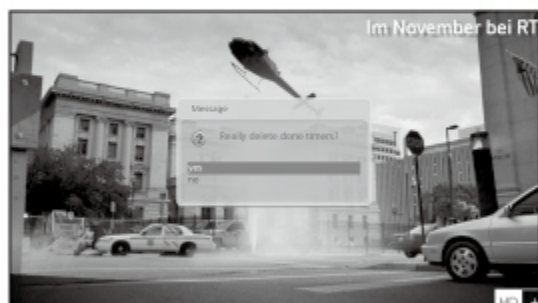 Im November bei RT
Message
Really delete done timers?
yes
no
HD